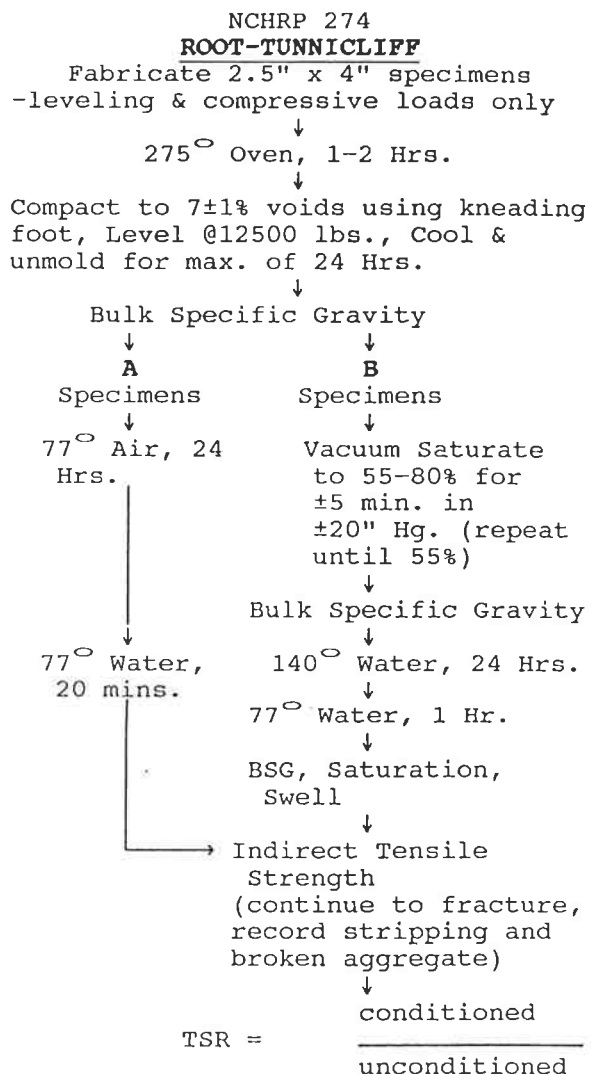 NCHRP 274
ROOT-TUNNICLIFF
Fabricate 2.5" x 4" specimens
-leveling & compressive loads only
↓
275° Oven, 1-2 Hrs.
↓
Compact to 7±1% voids using kneading
foot, Level @12500 lbs., Cool &
unmold for max. of 24 Hrs.
↓
Bulk Specific Gravity
↓
A
Specimens
↓
77° Air, 24
Hrs.
↓
77° Water,
20 mins.
↓
B
Specimens
↓
Vacuum Saturate
to 55-80% for
±5 min. in
±20" Hg. (repeat
until 55%)
↓
Bulk Specific Gravity
↓
140° Water, 24 Hrs.
↓
77° Water, 1 Hr.
↓
BSG, Saturation,
Swell
↓
→ Indirect Tensile
Strength
(continue to fracture,
record stripping and
broken aggregate)
↓
conditioned
TSR =
unconditioned